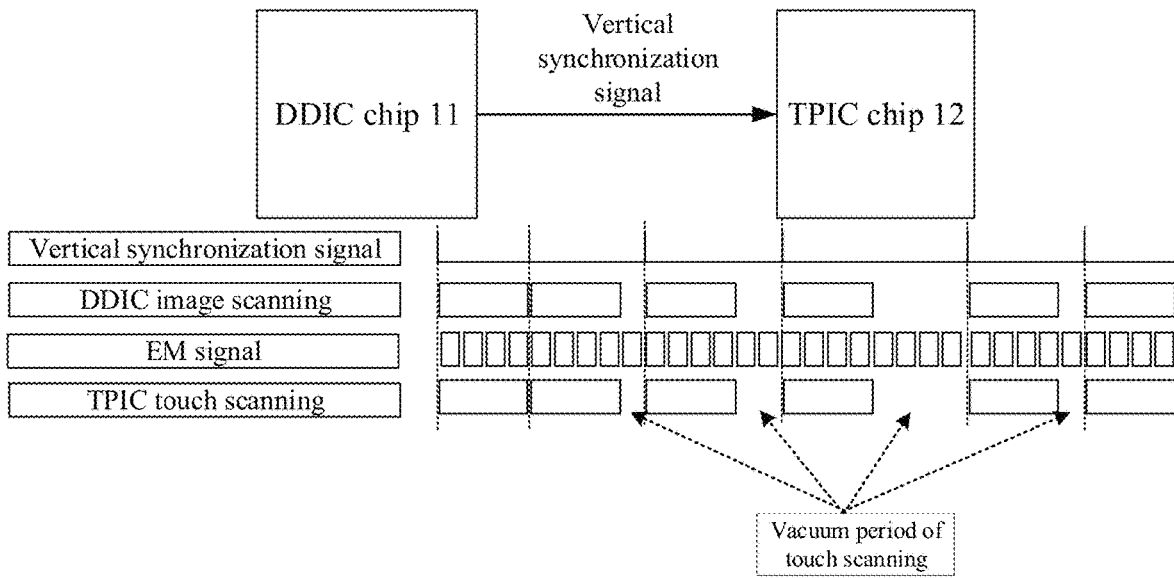 Vertical
synchronization
signal
DDIC chip 11
TPIC chip 12
Vertical synchronization signal
DDIC image scanning
EM signal
TPIC touch scanning
Vacuum period of
touch scanning